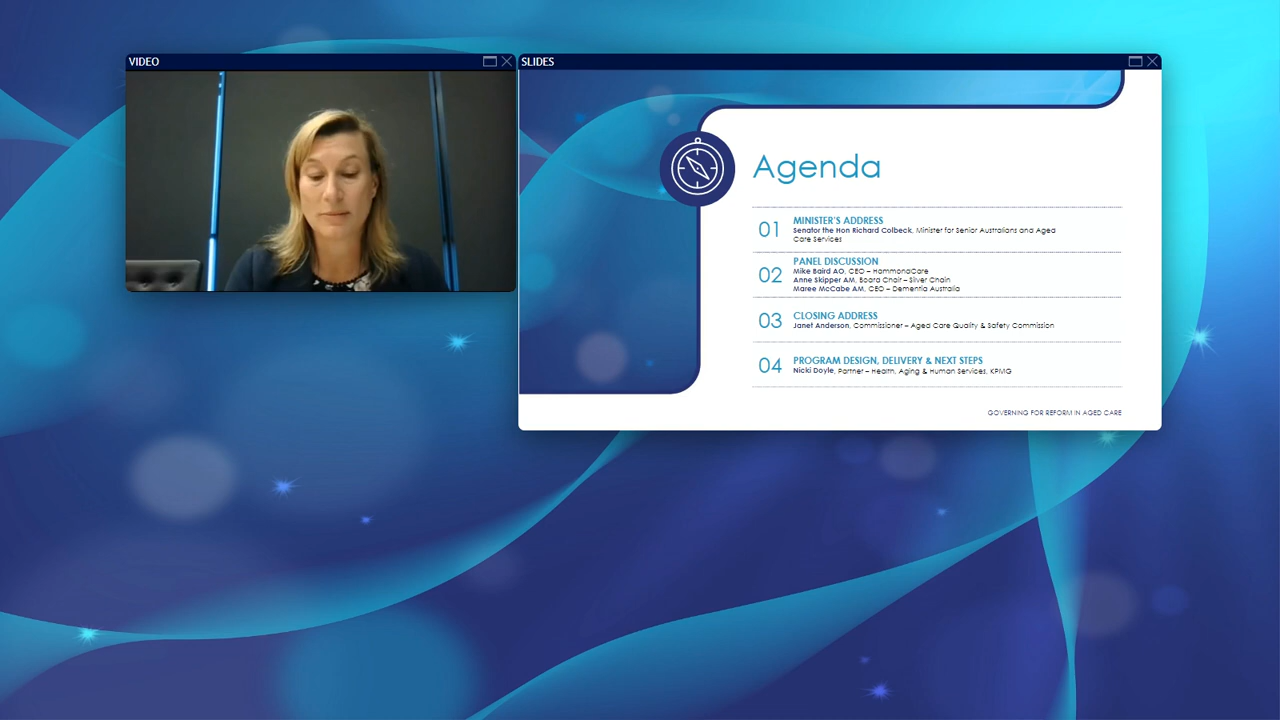 VIDEO
SLIDES
Agenda
01
MINISTER'S ADDRESS
Senator the Hon Richard Colbeck, Minister for Senior Australians and Aged
Care Services
02
PANEL DISCUSSION
Mike Baird AO, CEO – HammondCare
Anne Skipper AM, Board Chair – Silver Chain
Maree McCabe AM, CEO – Dementia Australia
03
CLOSING ADDRESS
Janet Anderson, Commissioner – Aged Care Quality & Safety Commission
04
PROGRAM DESIGN, DELIVERY & NEXT STEPS
Nicki Doyle, Partner – Health, Aging & Human Services, KPMG
GOVERNING FOR REFORM IN AGED CARE